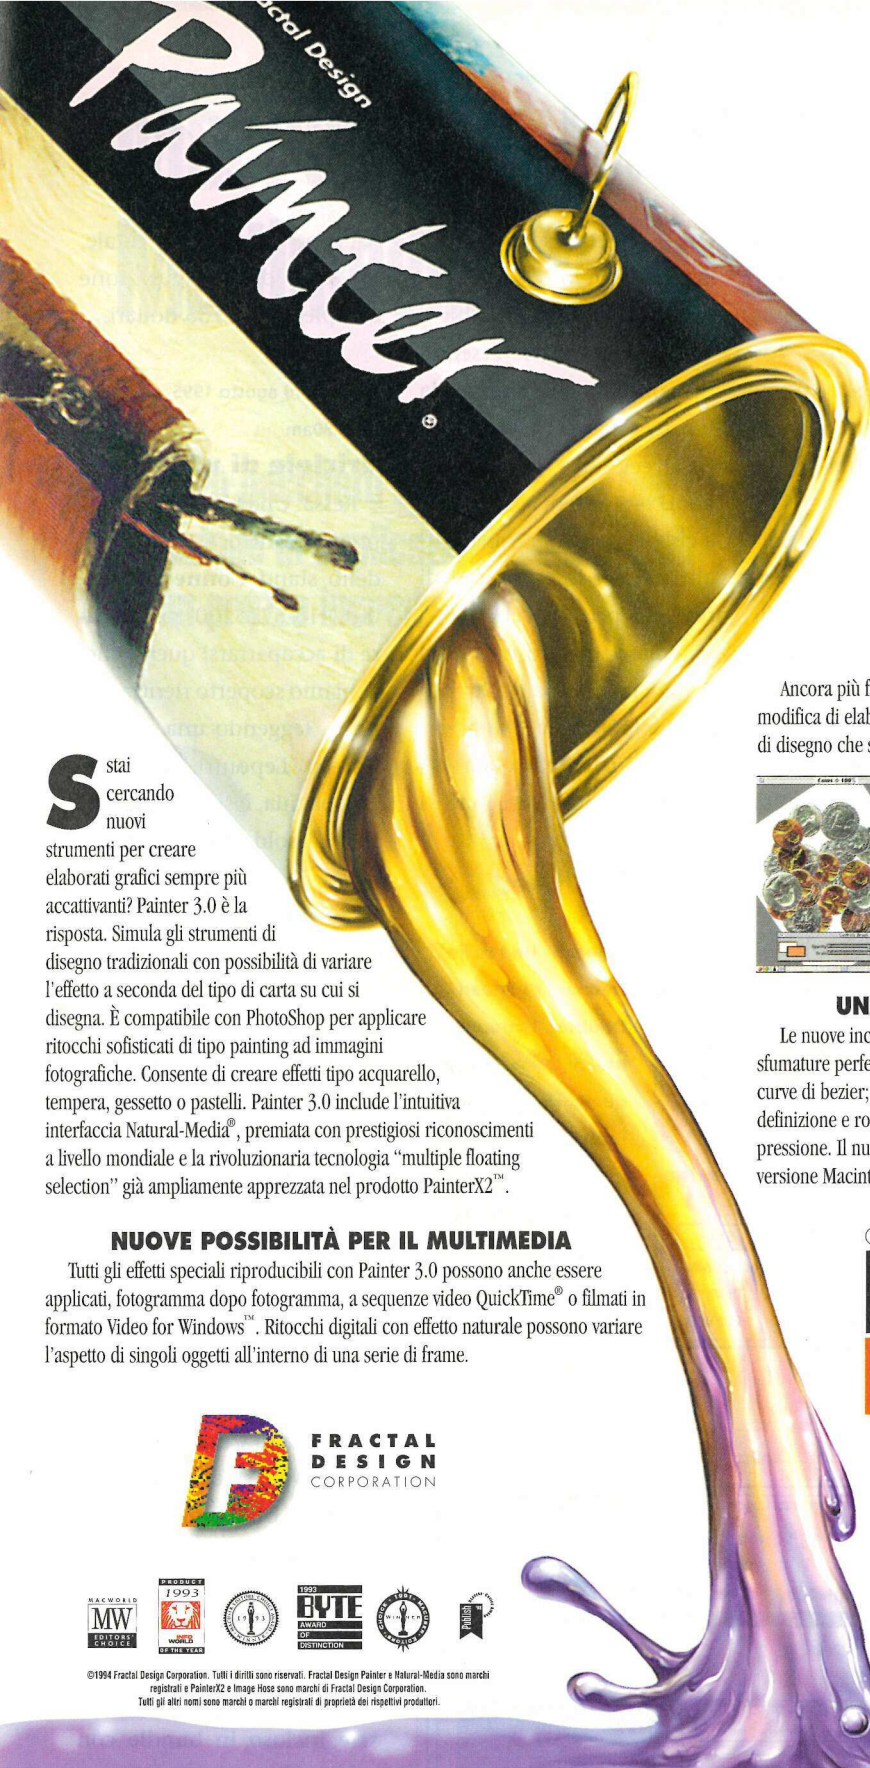 Fractal Design
Painter®
Stai
cercando
nuovi
strumenti per creare
elaborati grafici sempre più
accattivanti? Painter 3.0 è la
risposta. Simula gli strumenti di
disegno tradizionali con possibilità di variare
l'effetto a seconda del tipo di carta su cui si
disegna. È compatibile con PhotoShop per applicare
ritocchi sofisticati di tipo painting ad immagini
fotografiche. Consente di creare effetti tipo acquarello,
tempera, gessetto o pastelli. Painter 3.0 include l'intuitiva
interfaccia Natural-Media®, premiata con prestigiosi riconoscimenti
a livello mondiale e la rivoluzionaria tecnologia “multiple floating
selection” già ampiamente apprezzata nel prodotto PainterX2™.
NUOVE POSSIBILITÀ PER IL MULTIMEDIA
Tutti gli effetti speciali riproducibili con Painter 3.0 possono anche essere
applicati, fotogramma dopo fotogramma, a sequenze video QuickTime® o filmati in
formato Video for Windows™. Ritocchi digitali con effetto naturale possono variare
l'aspetto di singoli oggetti all'interno di una serie di frame.
F
FRACTAL
DESIGN
CORPORATION
MACWORLD
MW
EDITORS'
CHOICE
PRODUCT
1993
INFO
WORLD
OF THE YEAR
1993
1993
BYTE
AWARD
OF
DISTINCTION
WINNER
Publish
©1994 Fractal Design Corporation. Tutti i diritti sono riservati. Fractal Design Painter e Natural-Media sono marchi
registrati e PainterX2 e Image Hose sono marchi di Fractal Design Corporation.
Tutti gli altri nomi sono marchi o marchi registrati di proprietà dei rispettivi produttori.
Ancora più f
modifica di elab
di disegno che s
UN
Le nuove inc
sfumature perfe
curve di bezier;
definizione e ro
pressione. Il nu
versione Macint